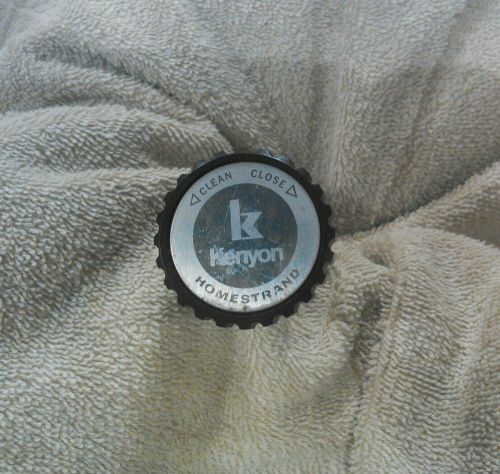 CLEAN CLOSE
k
Kenyon
HOMESTRAND